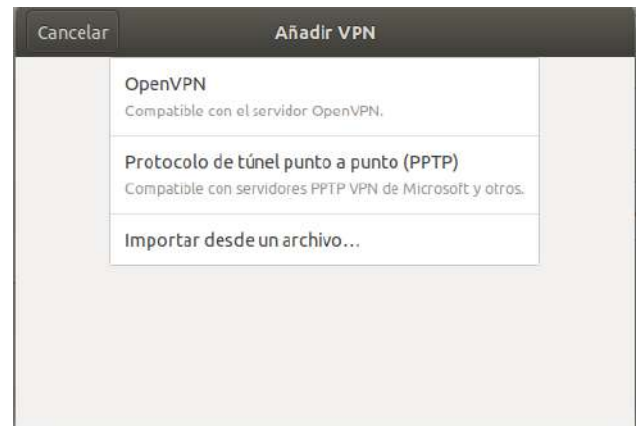 Cancelar
Añadir VPN
OpenVPN
Compatible con el servidor OpenVPN.
Protocolo de túnel punto a punto (PPTP)
Compatible con servidores PPTP VPN de Microsoft y otros.
Importar desde un archivo...